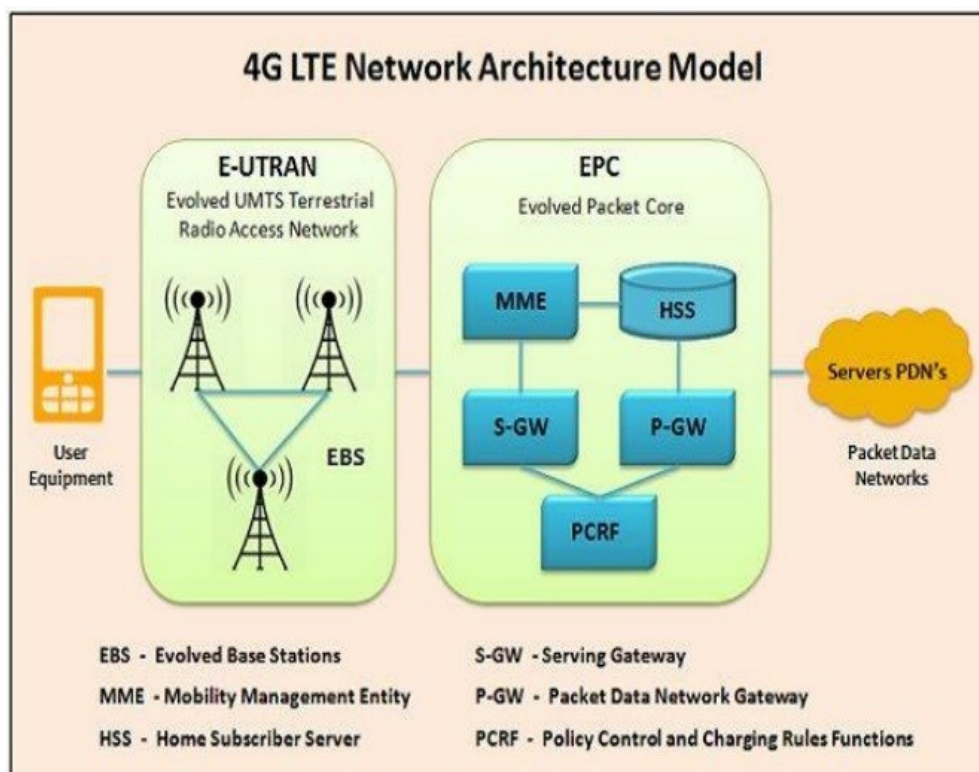 4G LTE Network Architecture Model
E-UTRAN
Evolved UMTS Terrestrial
Radio Access Network
EBS
EPC
Evolved Packet Core
MME
HSS
S-GW
P-GW
PCRF
User
Equipment
Servers PDN's
Packet Data
Networks
EBS - Evolved Base Stations
MME - Mobility Management Entity
HSS - Home Subscriber Server
S-GW - Serving Gateway
P-GW - Packet Data Network Gateway
PCRF - Policy Control and Charging Rules Functions